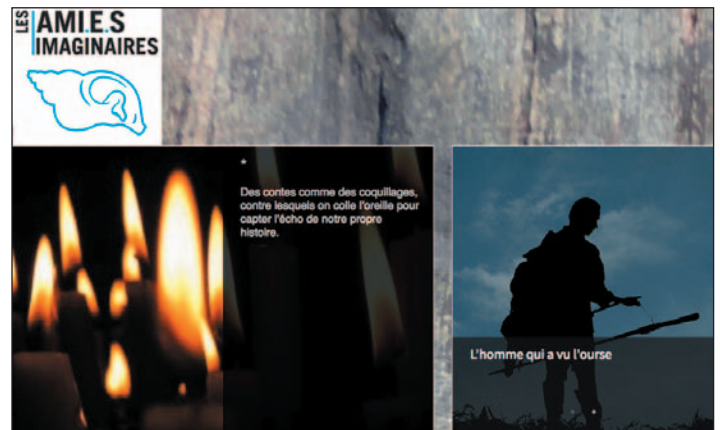 LES
AMI.E.S
IMAGINAIRES
*
Des contes comme des coquillages,
contre lesquels on colle l'oreille pour
capter l'écho de notre propre
histoire.
L'homme qui a vu l'ourse